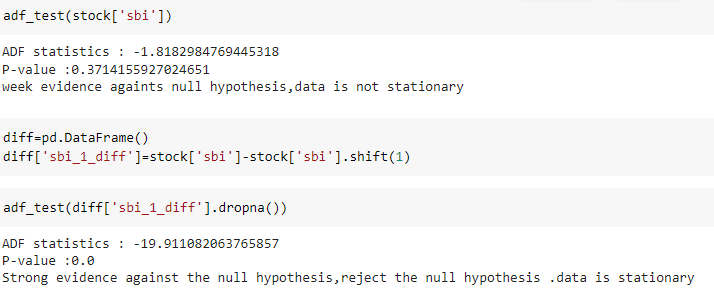 adf_test(stock['sbi'])
ADF statistics : -1.8182984769445318
P-value :0.3714155927024651
week evidence againts null hypothesis,data is not stationary
diff=pd.DataFrame()
diff['sbi_1_diff']=stock['sbi']-stock['sbi'].shift(1)
adf_test(diff['sbi_1_diff'].dropna())
ADF statistics : -19.911082063765857
P-value :0.0
Strong evidence against the null hypothesis,reject the null hypothesis .data is stationary